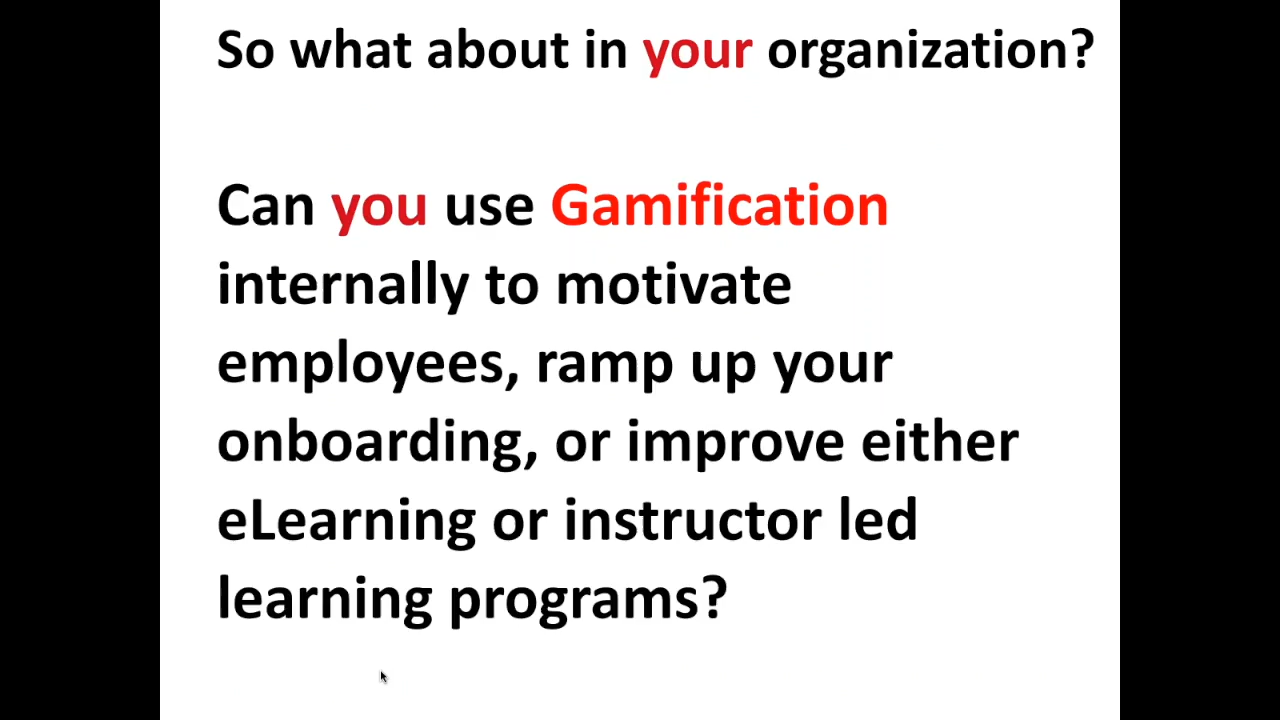 So what about in your organization?
Can you use Gamification
internally to motivate
employees, ramp up your
onboarding, or improve either
eLearning or instructor led
learning programs?